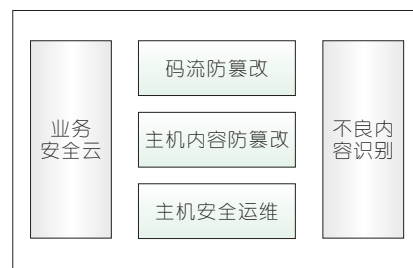 业务
安全云
码流防篡改
主机内容防篡改
主机安全运维
不良内
容识别